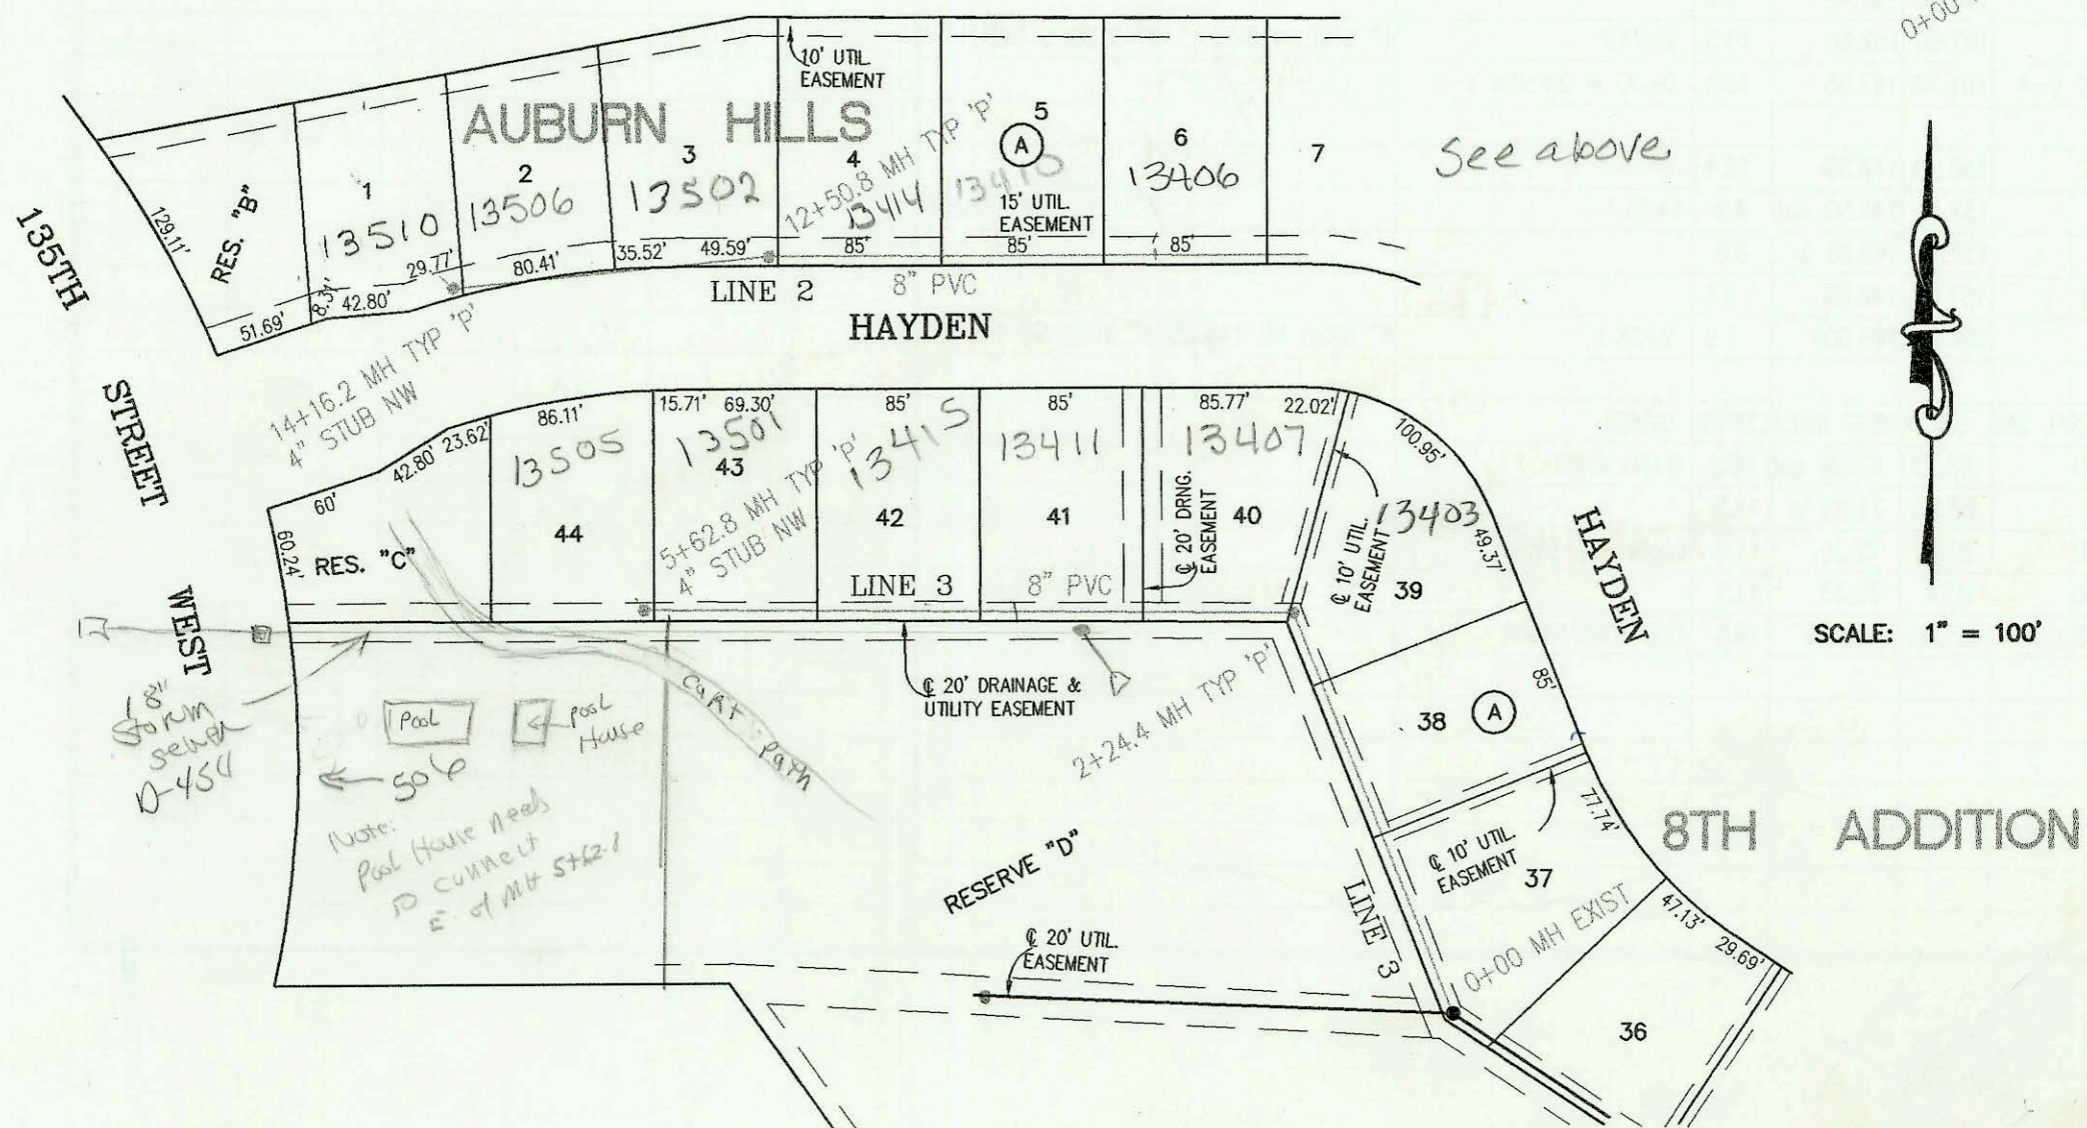 0+00
10' UTIL.
EASEMENT
AUBURN HILLS
RES. "B"
129.11'
51.69'
8.31'
1
13510
42.80'
29.77'
2
13506
80.41'
3
13502
35.52'
49.59'
4
13414
85'
12+50.8 MH TYP 'P'
5
A
13410
15' UTIL.
EASEMENT
85'
6
13406
85'
7
See above
135TH
STREET
WEST
LINE 2
8" PVC
HAYDEN
14+16.2 MH TYP 'P'
4" STUB NW
60'
60.24'
RES. "C"
42.80'
23.62'
86.11'
13505
44
15.71'
69.30'
13501
43
5+62.8 MH TYP 'P'
4" STUB NW
85'
13415
42
LINE 3
85'
13411
41
8" PVC
℄ 20' DRNG.
EASEMENT
85.77'
22.02'
13407
40
℄ 10' UTIL.
EASEMENT
100.95'
13403
49.37'
39
HAYDEN
SCALE: 1" = 100'
85'
38
A
18"
Storm
sewer
D-454
Pool
Pool
House
506
Cart Path
Note:
Pool House needs
to connect
E. of MH 5+62.8
℄ 20' DRAINAGE &
UTILITY EASEMENT
2+24.4 MH TYP 'P'
77.74'
℄ 10' UTIL.
EASEMENT
37
8TH ADDITION
RESERVE "D"
LINE 3
0+00 MH EXIST
47.13'
29.69'
36
℄ 20' UTIL.
EASEMENT